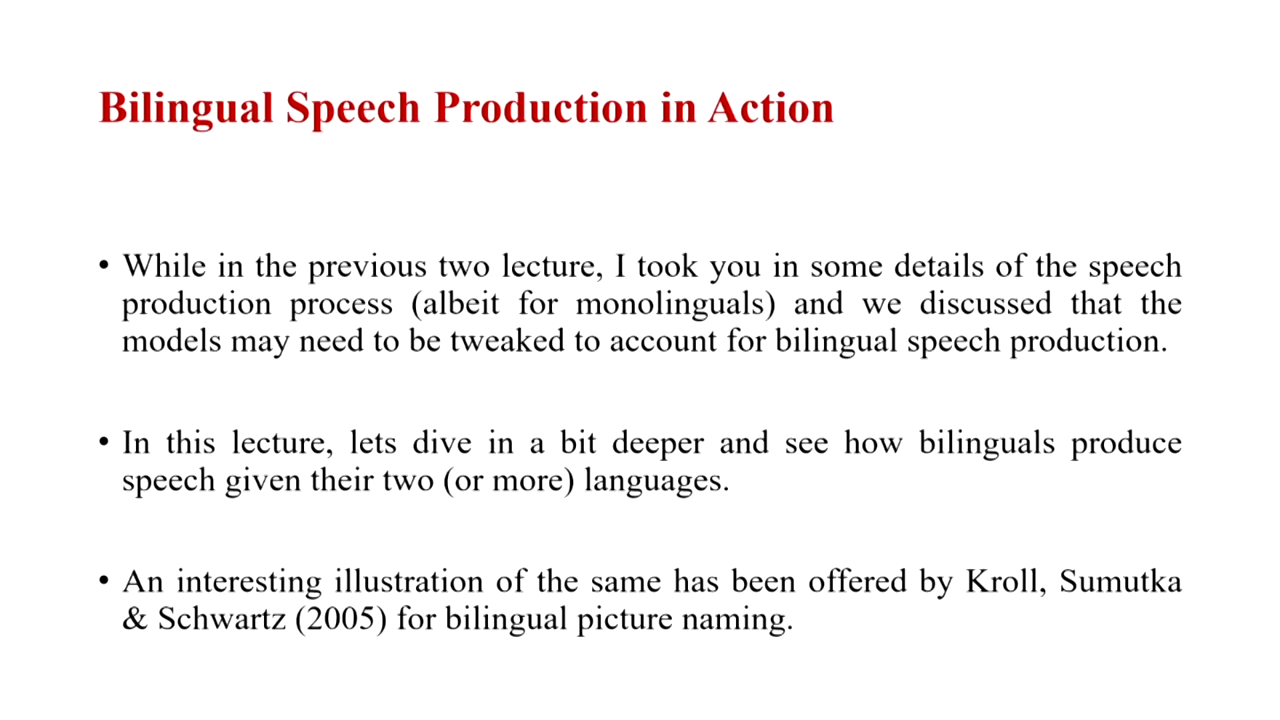 Bilingual Speech Production in Action
• While in the previous two lecture, I took you in some details of the speech
production process (albeit for monolinguals) and we discussed that the
models may need to be tweaked to account for bilingual speech production.
• In this lecture, lets dive in a bit deeper and see how bilinguals produce
speech given their two (or more) languages.
• An interesting illustration of the same has been offered by Kroll, Sumutka
& Schwartz (2005) for bilingual picture naming.